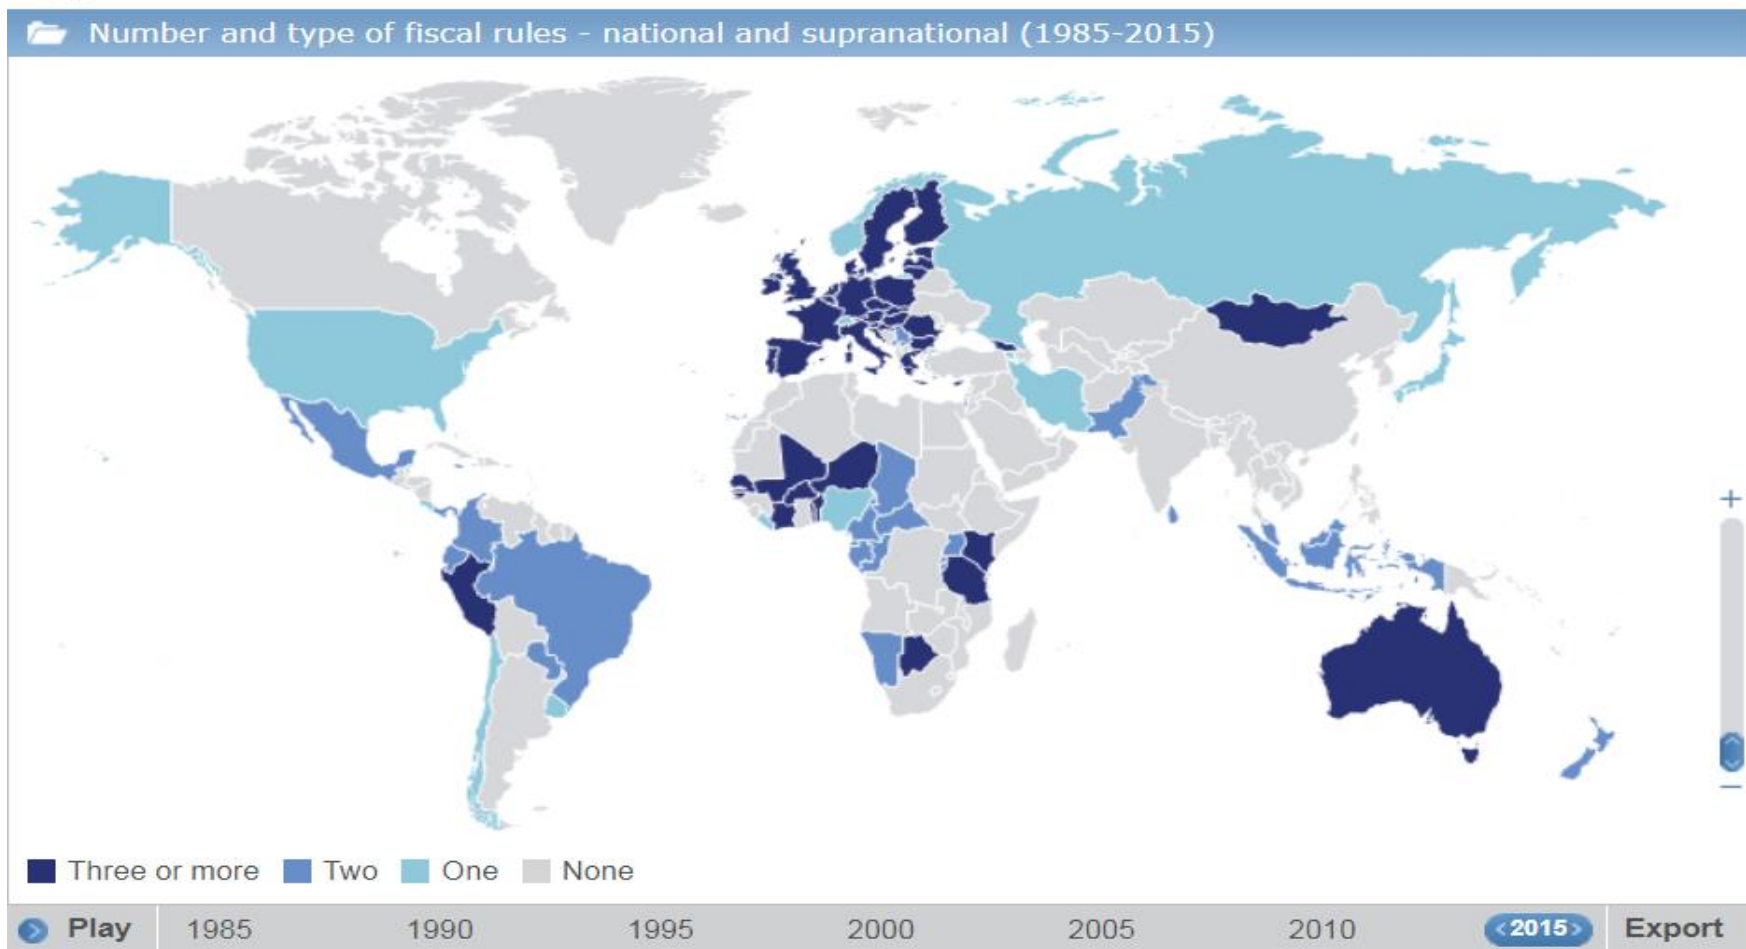 Number and type of fiscal rules - national and supranational (1985-2015)
+
−
Three or more Two One None
Play 1985 1990 1995 2000 2005 2010 <2015> Export